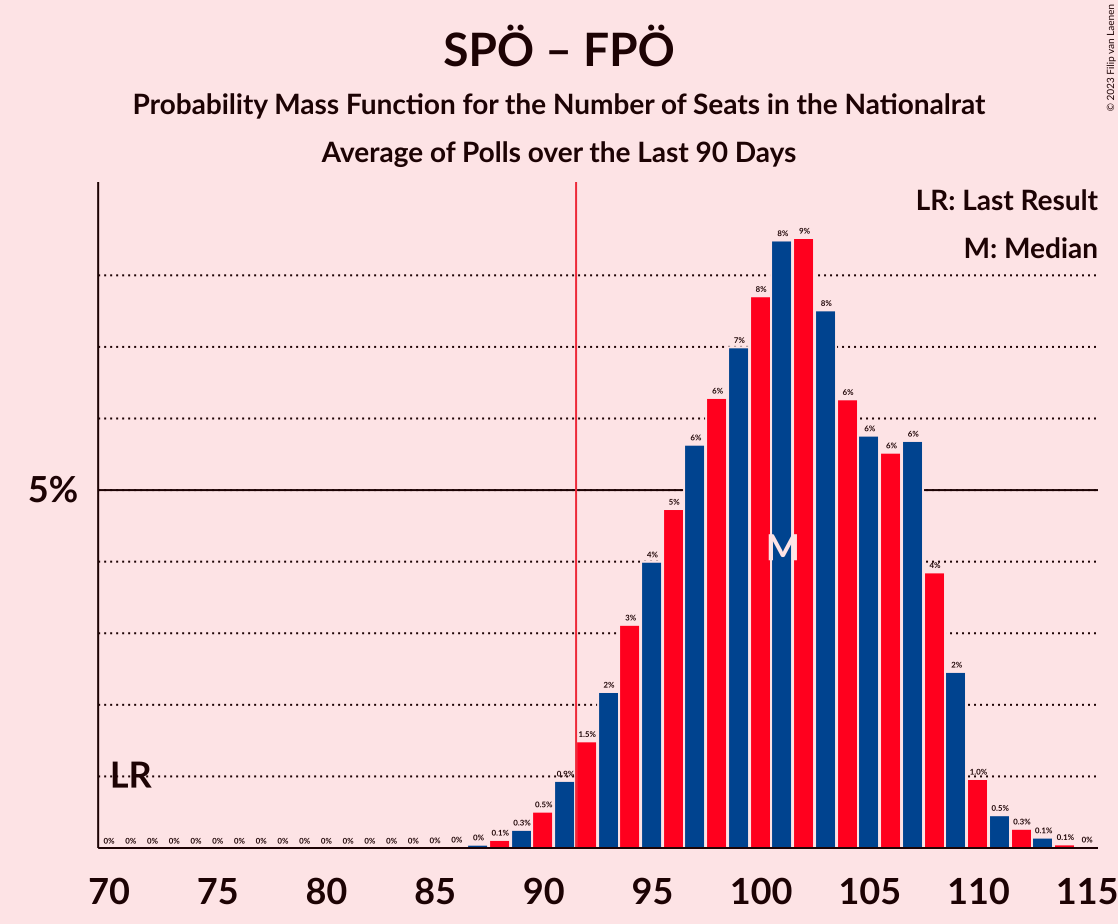 © 2023 Filip van Laenen
SPÖ – FPÖ
Probability Mass Function for the Number of Seats in the Nationalrat
Average of Polls over the Last 90 Days
LR: Last Result
M: Median
5%
LR
M
0% 0% 0% 0% 0% 0% 0% 0% 0% 0% 0% 0% 0% 0% 0% 0% 0% 0% 0.1% 0.3% 0.5% 0.9% 1.5% 2% 3% 4% 5% 6% 6% 7% 8% 8% 9% 8% 6% 6% 6% 6% 4% 2% 1.0% 0.5% 0.3% 0.1% 0.1% 0%
70 75 80 85 90 95 100 105 110 115